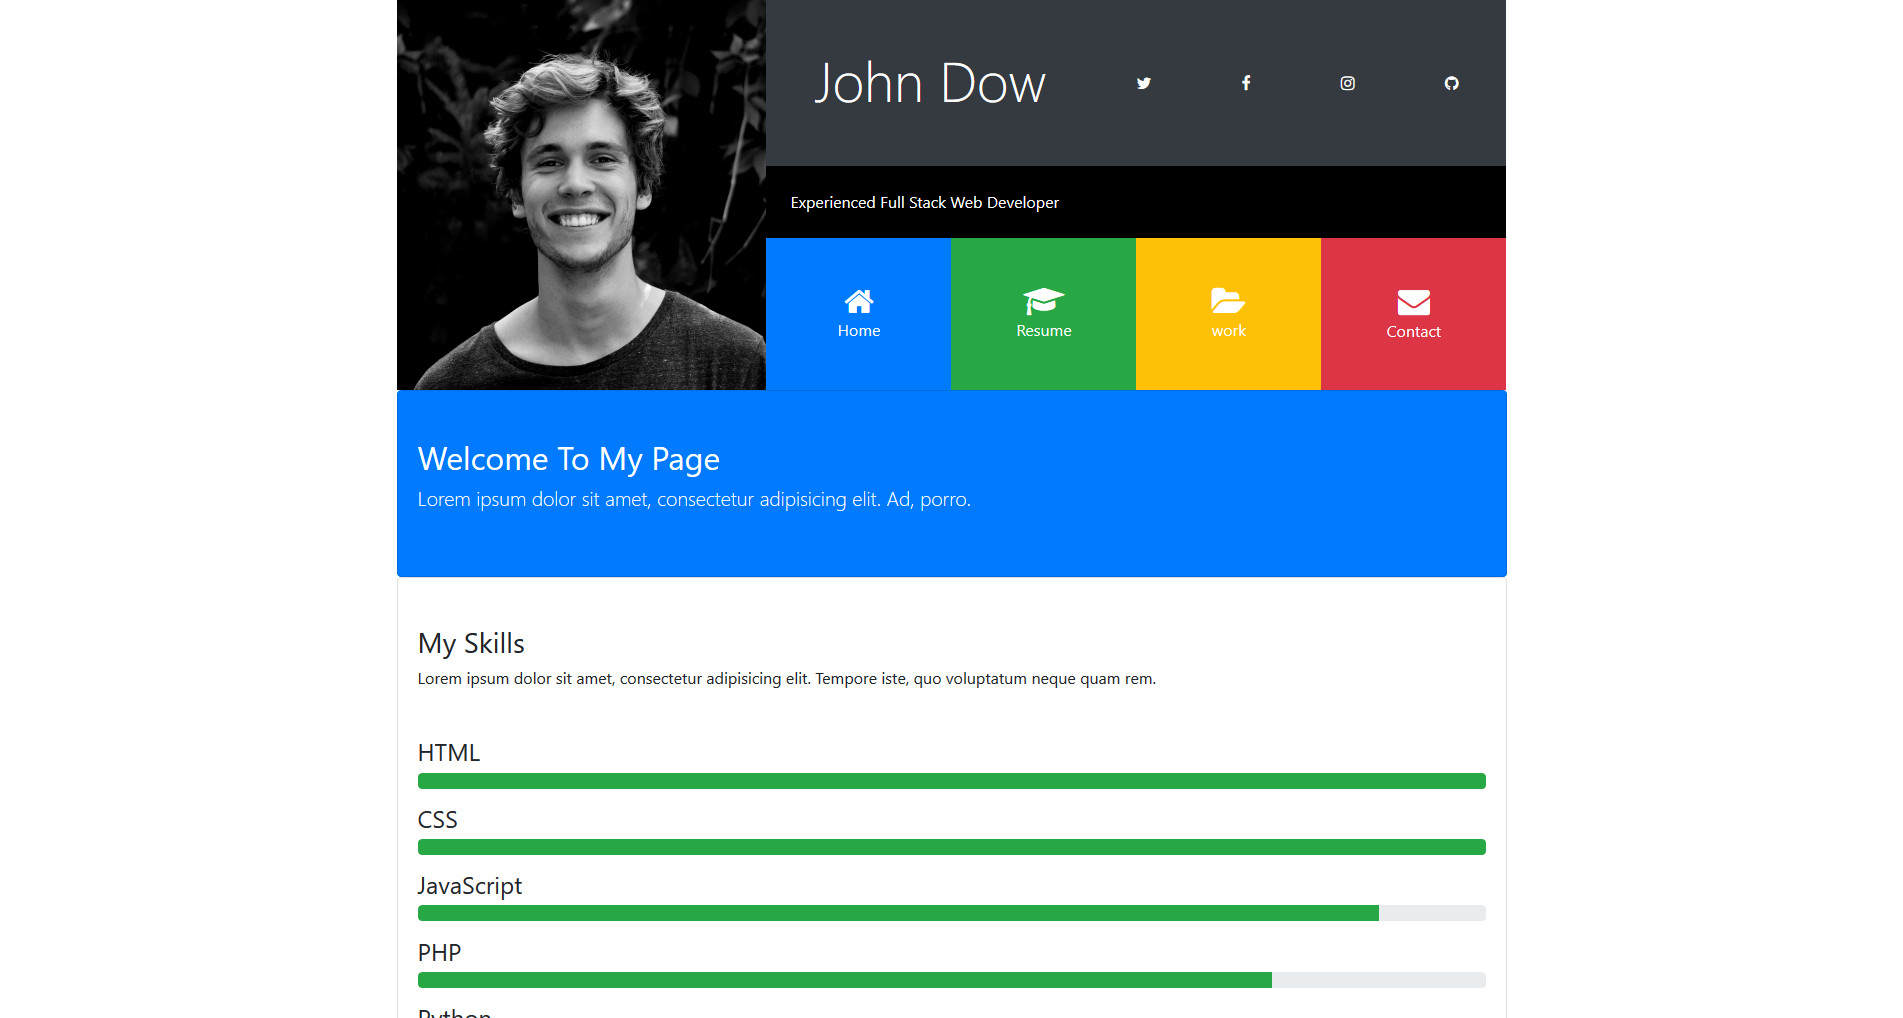 John Dow
Experienced Full Stack Web Developer
Home
Resume
work
Contact
Welcome To My Page
Lorem ipsum dolor sit amet, consectetur adipisicing elit. Ad, porro.
My Skills
Lorem ipsum dolor sit amet, consectetur adipisicing elit. Tempore iste, quo voluptatum neque quam rem.
HTML
CSS
JavaScript
PHP
Python